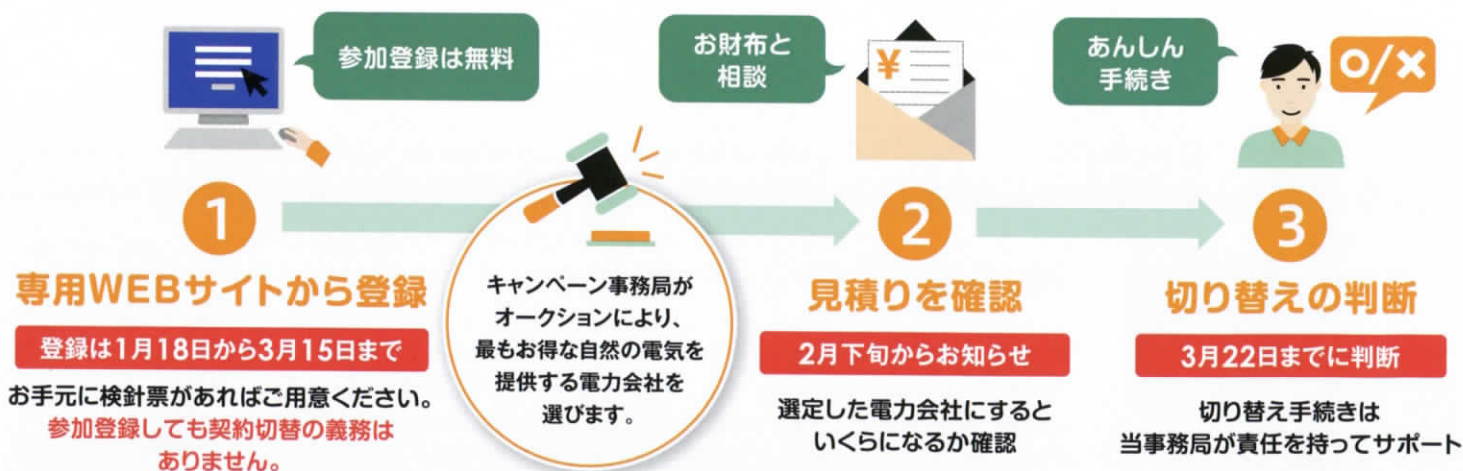 参加登録は無料
お財布と
相談
¥
あんしん
手続き
O/×
1
専用WEBサイトから登録
登録は1月18日から3月15日まで
お手元に検針票があればご用意ください。
参加登録しても契約切替の義務は
ありません。
キャンペーン事務局が
オークションにより、
最もお得な自然の電気を
提供する電力会社を
選びます。
2
見積りを確認
2月下旬からお知らせ
選定した電力会社にすると
いくらになるか確認
3
切り替えの判断
3月22日までに判断
切り替え手続きは
当事務局が責任を持ってサポート